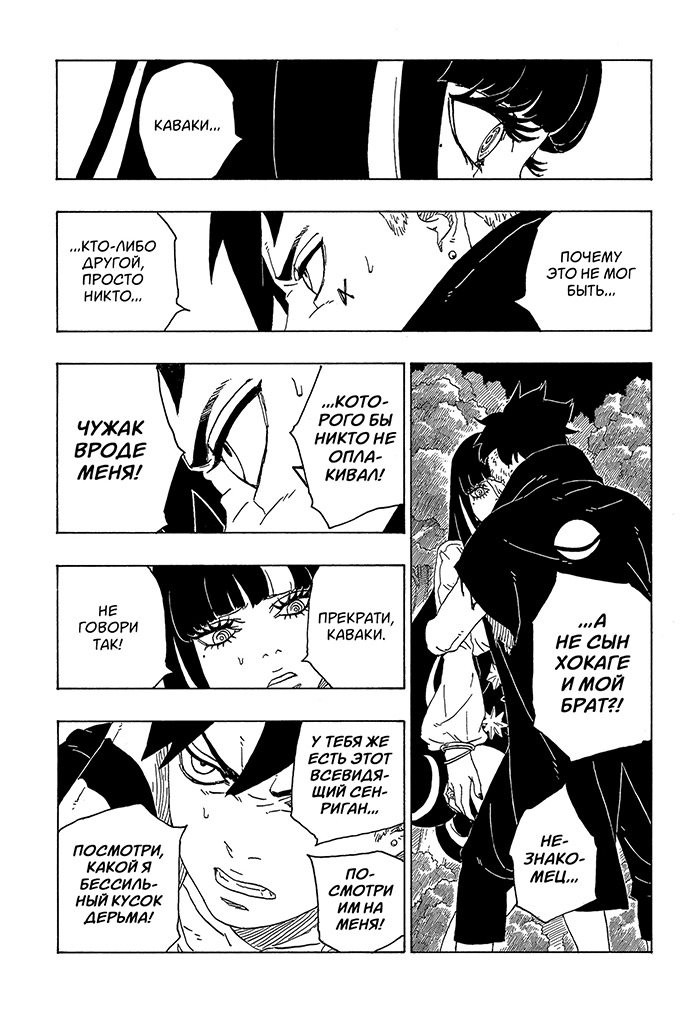 КАВАКИ...
ПОЧЕМУ
ЭТО НЕ МОГ
БЫТЬ...
...КТО-ЛИБО
ДРУГОЙ,
ПРОСТО
НИКТО...
...А
НЕ СЫН
ХОКАГЕ
И МОЙ
БРАТ?!
НЕ-
ЗНАКО-
МЕЦ...
...КОТО-
РОГО БЫ
НИКТО НЕ
ОПЛА-
КИВАЛ!
ЧУЖАК
ВРОДЕ
МЕНЯ!
ПРЕКРАТИ,
КАВАКИ.
НЕ
ГОВОРИ
ТАК!
У ТЕБЯ ЖЕ
ЕСТЬ ЭТОТ
ВСЕВИДЯ-
ЩИЙ СЕН-
РИГАН...
ПО-
СМОТРИ
ИМ НА
МЕНЯ!
ПОСМОТРИ,
КАКОЙ Я
БЕССИЛЬ-
НЫЙ КУСОК
ДЕРЬМА!